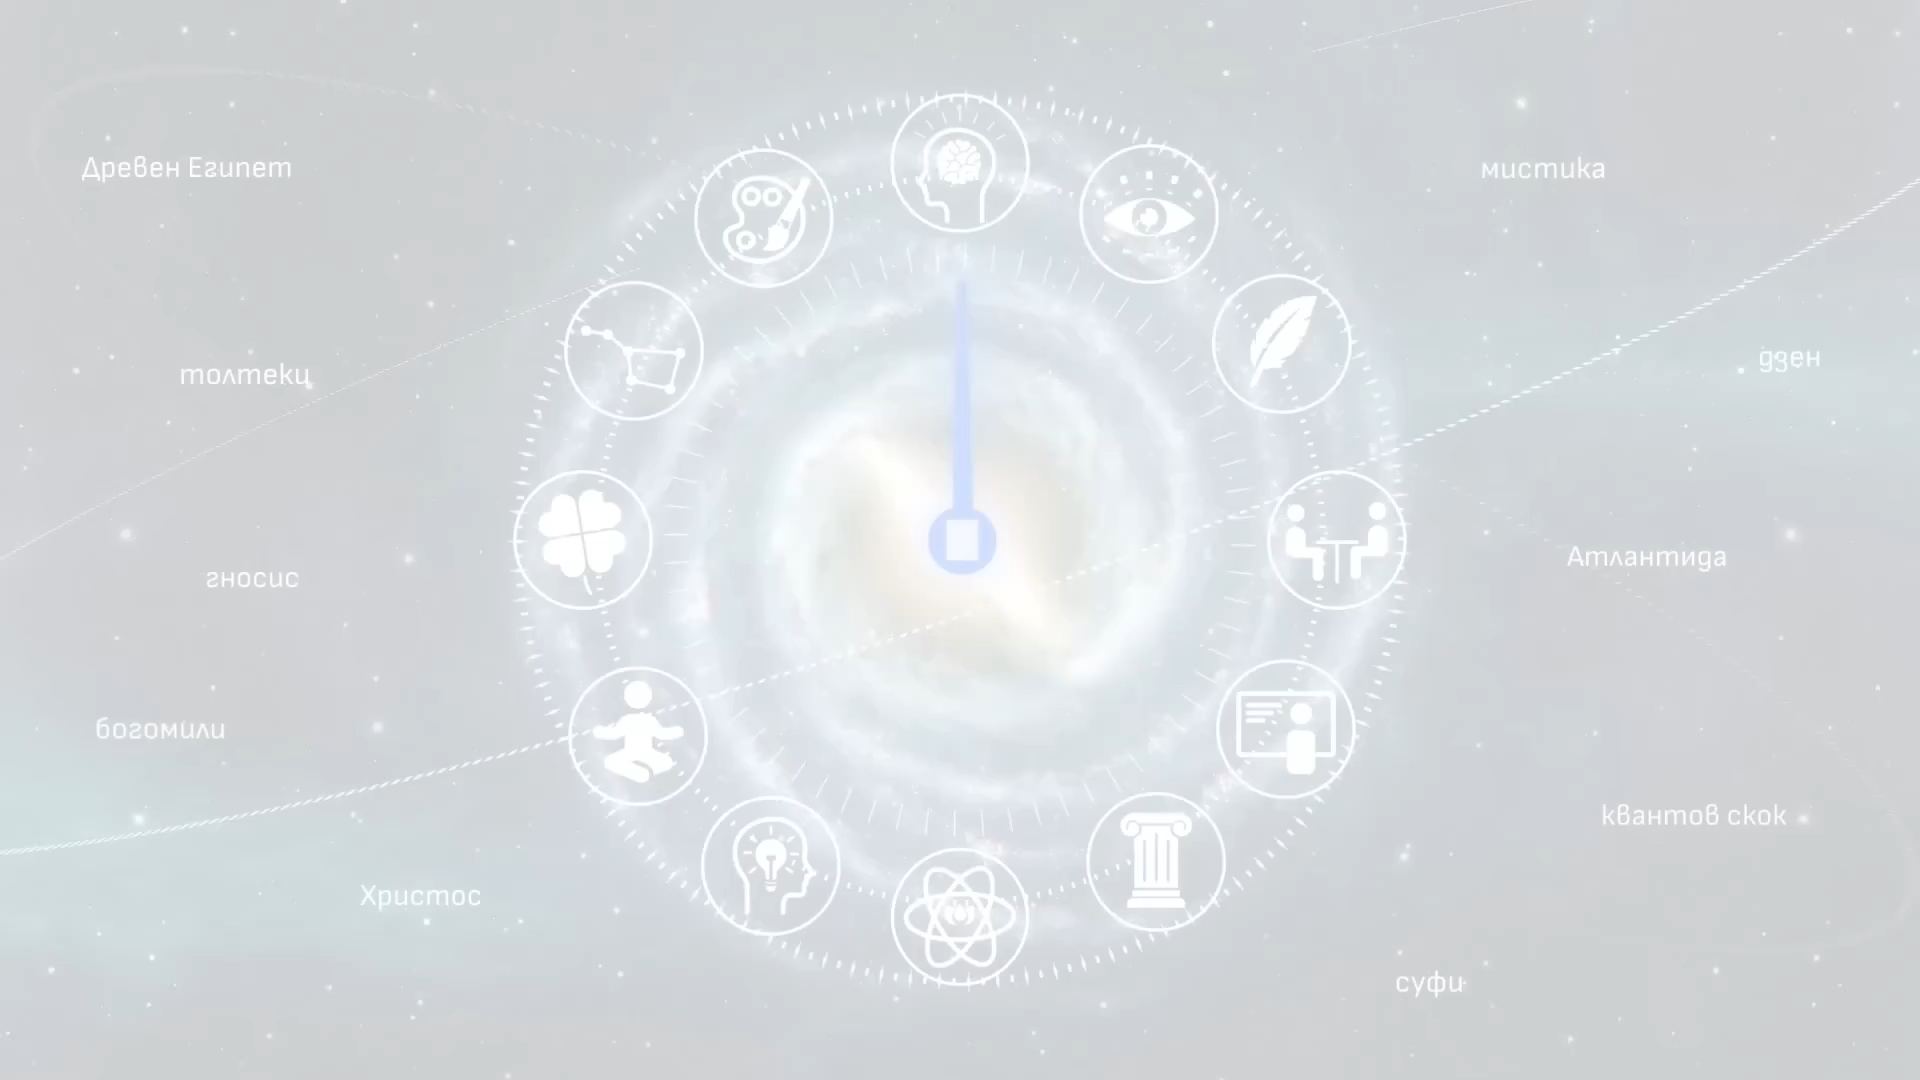 Древен Египет
мистика
дзен
толтеки
Атлантида
гносис
богомили
квантов скок
Христос
суфи